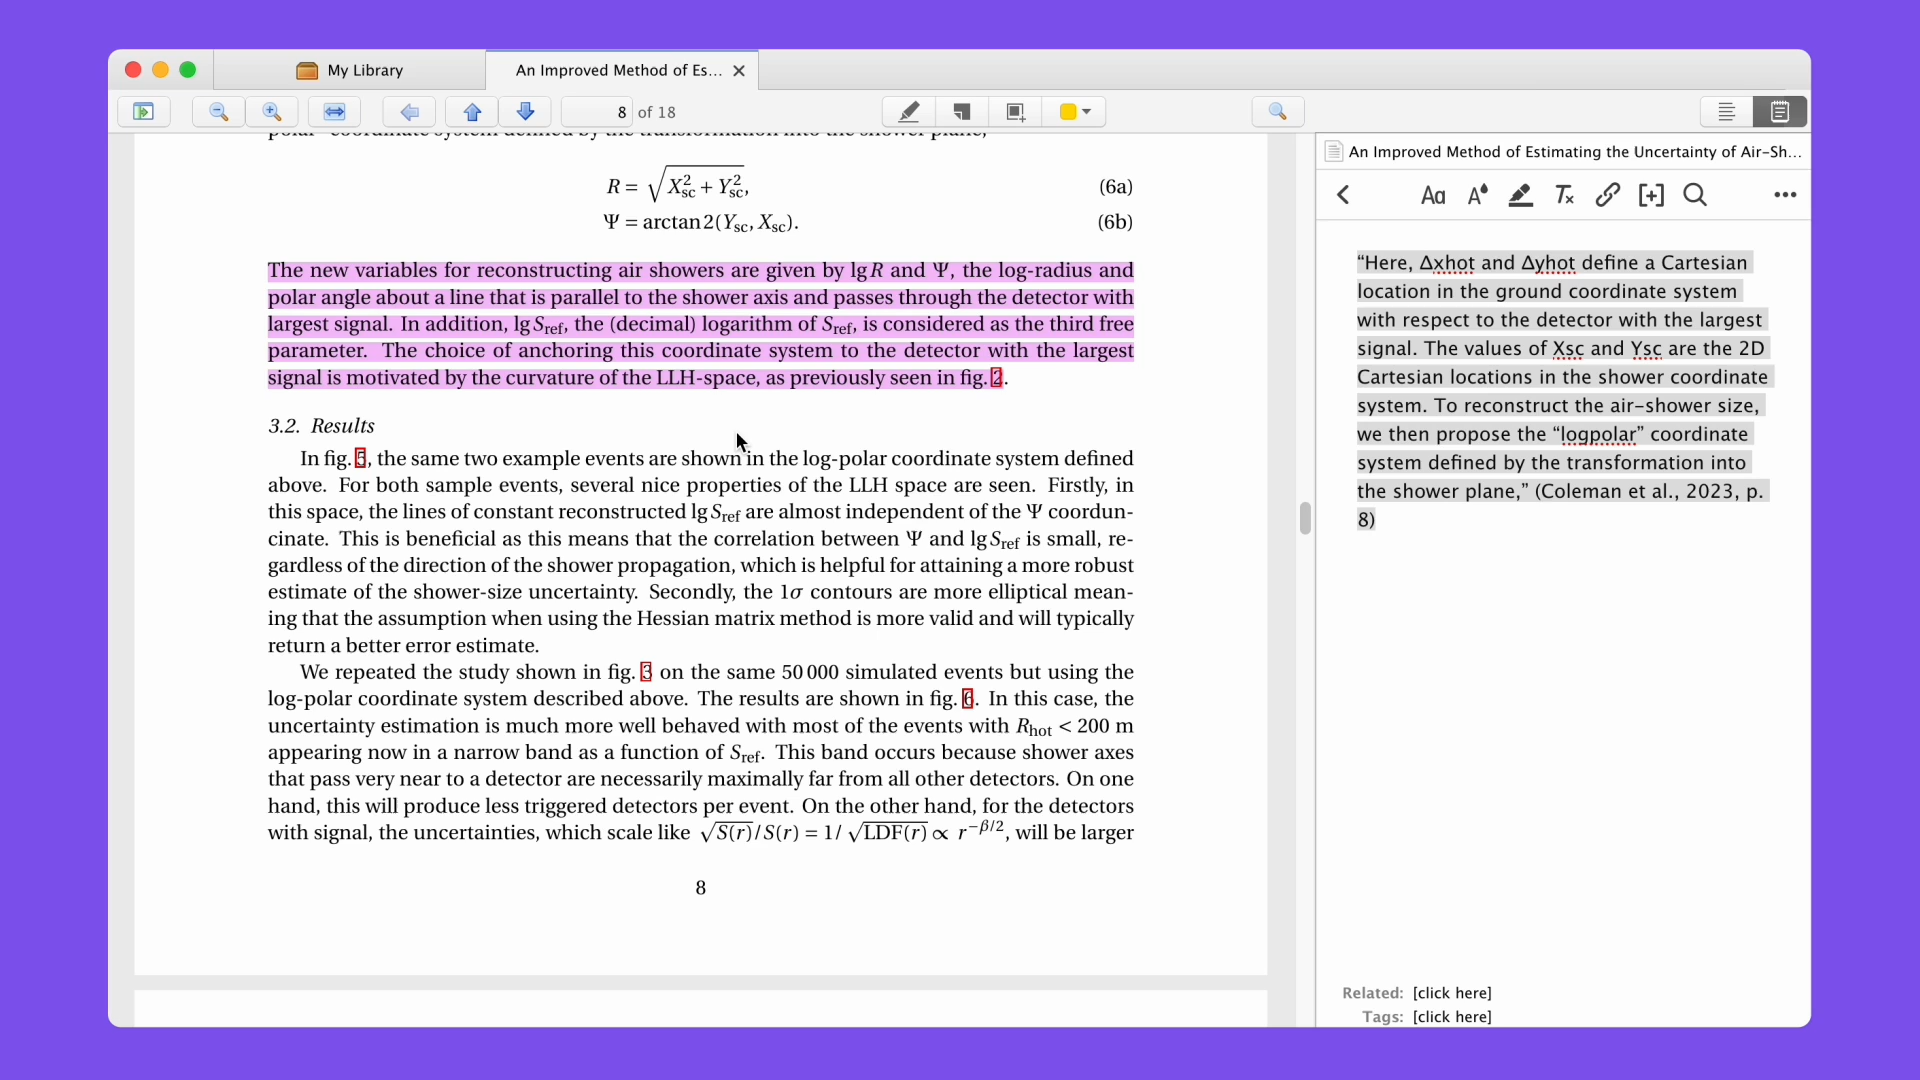 My Library
An Improved Method of Es...
8 of 18
polar" coordinate system defined by the transformation into the shower plane,
R = √X²sc + Y²sc, (6a)
Ψ = arctan2(Ysc, Xsc). (6b)
The new variables for reconstructing air showers are given by lg R and Ψ, the log-radius and
polar angle about a line that is parallel to the shower axis and passes through the detector with
largest signal. In addition, lg Sref, the (decimal) logarithm of Sref, is considered as the third free
parameter. The choice of anchoring this coordinate system to the detector with the largest
signal is motivated by the curvature of the LLH-space, as previously seen in fig. 2.
3.2. Results
In fig. 5, the same two example events are shown in the log-polar coordinate system defined
above. For both sample events, several nice properties of the LLH space are seen. Firstly, in
this space, the lines of constant reconstructed lg Sref are almost independent of the Ψ coordun-
cinate. This is beneficial as this means that the correlation between Ψ and lg Sref is small, re-
gardless of the direction of the shower propagation, which is helpful for attaining a more robust
estimate of the shower-size uncertainty. Secondly, the 1σ contours are more elliptical mean-
ing that the assumption when using the Hessian matrix method is more valid and will typically
return a better error estimate.
We repeated the study shown in fig. 3 on the same 50 000 simulated events but using the
log-polar coordinate system described above. The results are shown in fig. 6. In this case, the
uncertainty estimation is much more well behaved with most of the events with Rhot < 200 m
appearing now in a narrow band as a function of Sref. This band occurs because shower axes
that pass very near to a detector are necessarily maximally far from all other detectors. On one
hand, this will produce less triggered detectors per event. On the other hand, for the detectors
with signal, the uncertainties, which scale like √S(r)/S(r) = 1/√LDF(r) ∝ r^−β/2, will be larger
8
An Improved Method of Estimating the Uncertainty of Air-Sh...
Aa
“Here, Δxhot and Δyhot define a Cartesian
location in the ground coordinate system
with respect to the detector with the largest
signal. The values of Xsc and Ysc are the 2D
Cartesian locations in the shower coordinate
system. To reconstruct the air-shower size,
we then propose the “logpolar” coordinate
system defined by the transformation into
the shower plane,” (Coleman et al., 2023, p.
8)
Related: [click here]
Tags: [click here]